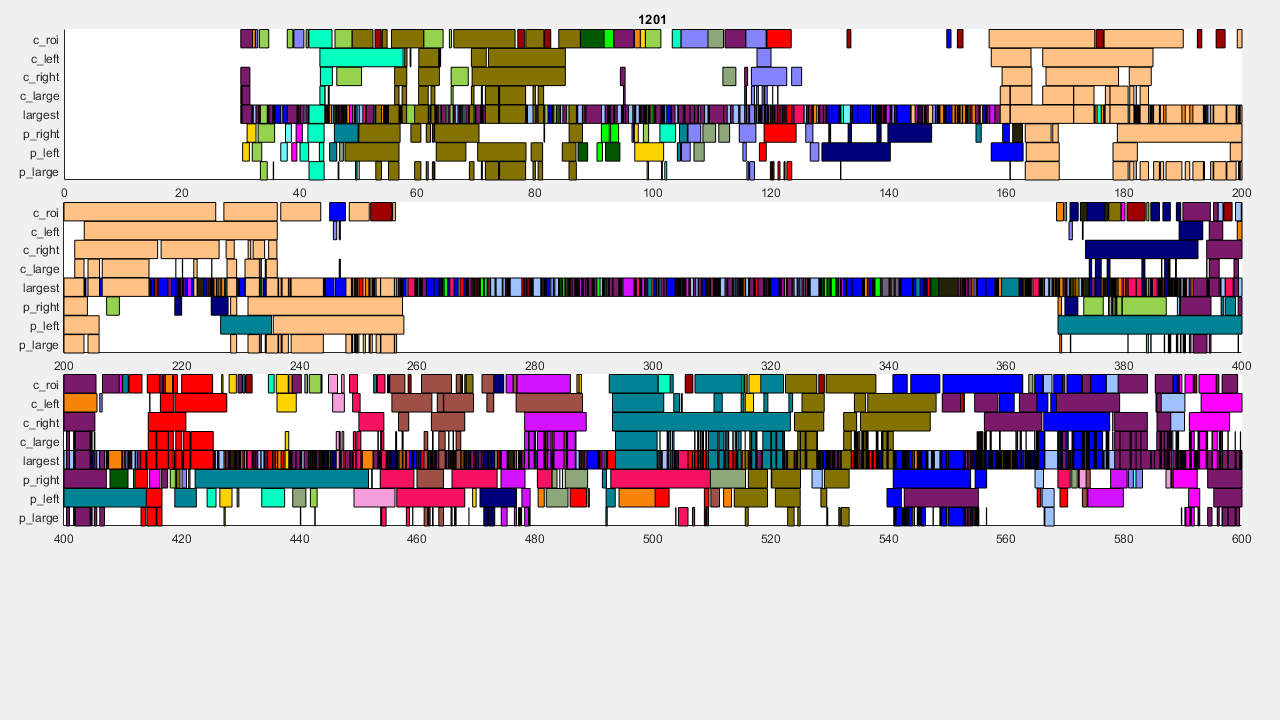 1201
c_roi
c_left
c_right
c_large
largest
p_right
p_left
p_large
0 20 40 60 80 100 120 140 160 180 200
c_roi
c_left
c_right
c_large
largest
p_right
p_left
p_large
200 220 240 260 280 300 320 340 360 380 400
c_roi
c_left
c_right
c_large
largest
p_right
p_left
p_large
400 420 440 460 480 500 520 540 560 580 600